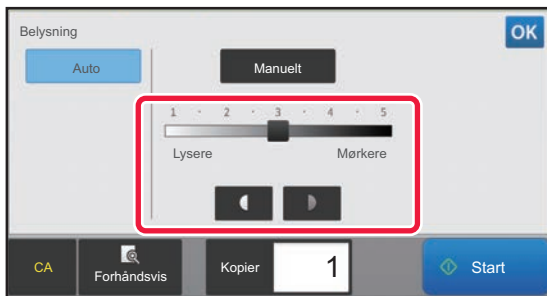 Belysning
OK
Auto
Manuelt
1 · 2 · 3 · 4 · 5
Lysere Mørkere
CA
Forhåndsvis
Kopier
1
Start